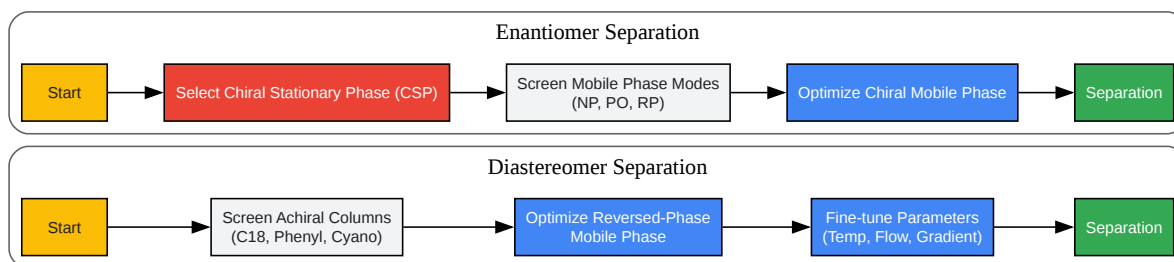 Enantiomer Separation
Start
Select Chiral Stationary Phase (CSP)
Screen Mobile Phase Modes
(NP, PO, RP)
Optimize Chiral Mobile Phase
Separation
Diastereomer Separation
Start
Screen Achiral Columns
(C18, Phenyl, Cyano)
Optimize Reversed-Phase
Mobile Phase
Fine-tune Parameters
(Temp, Flow, Gradient)
Separation